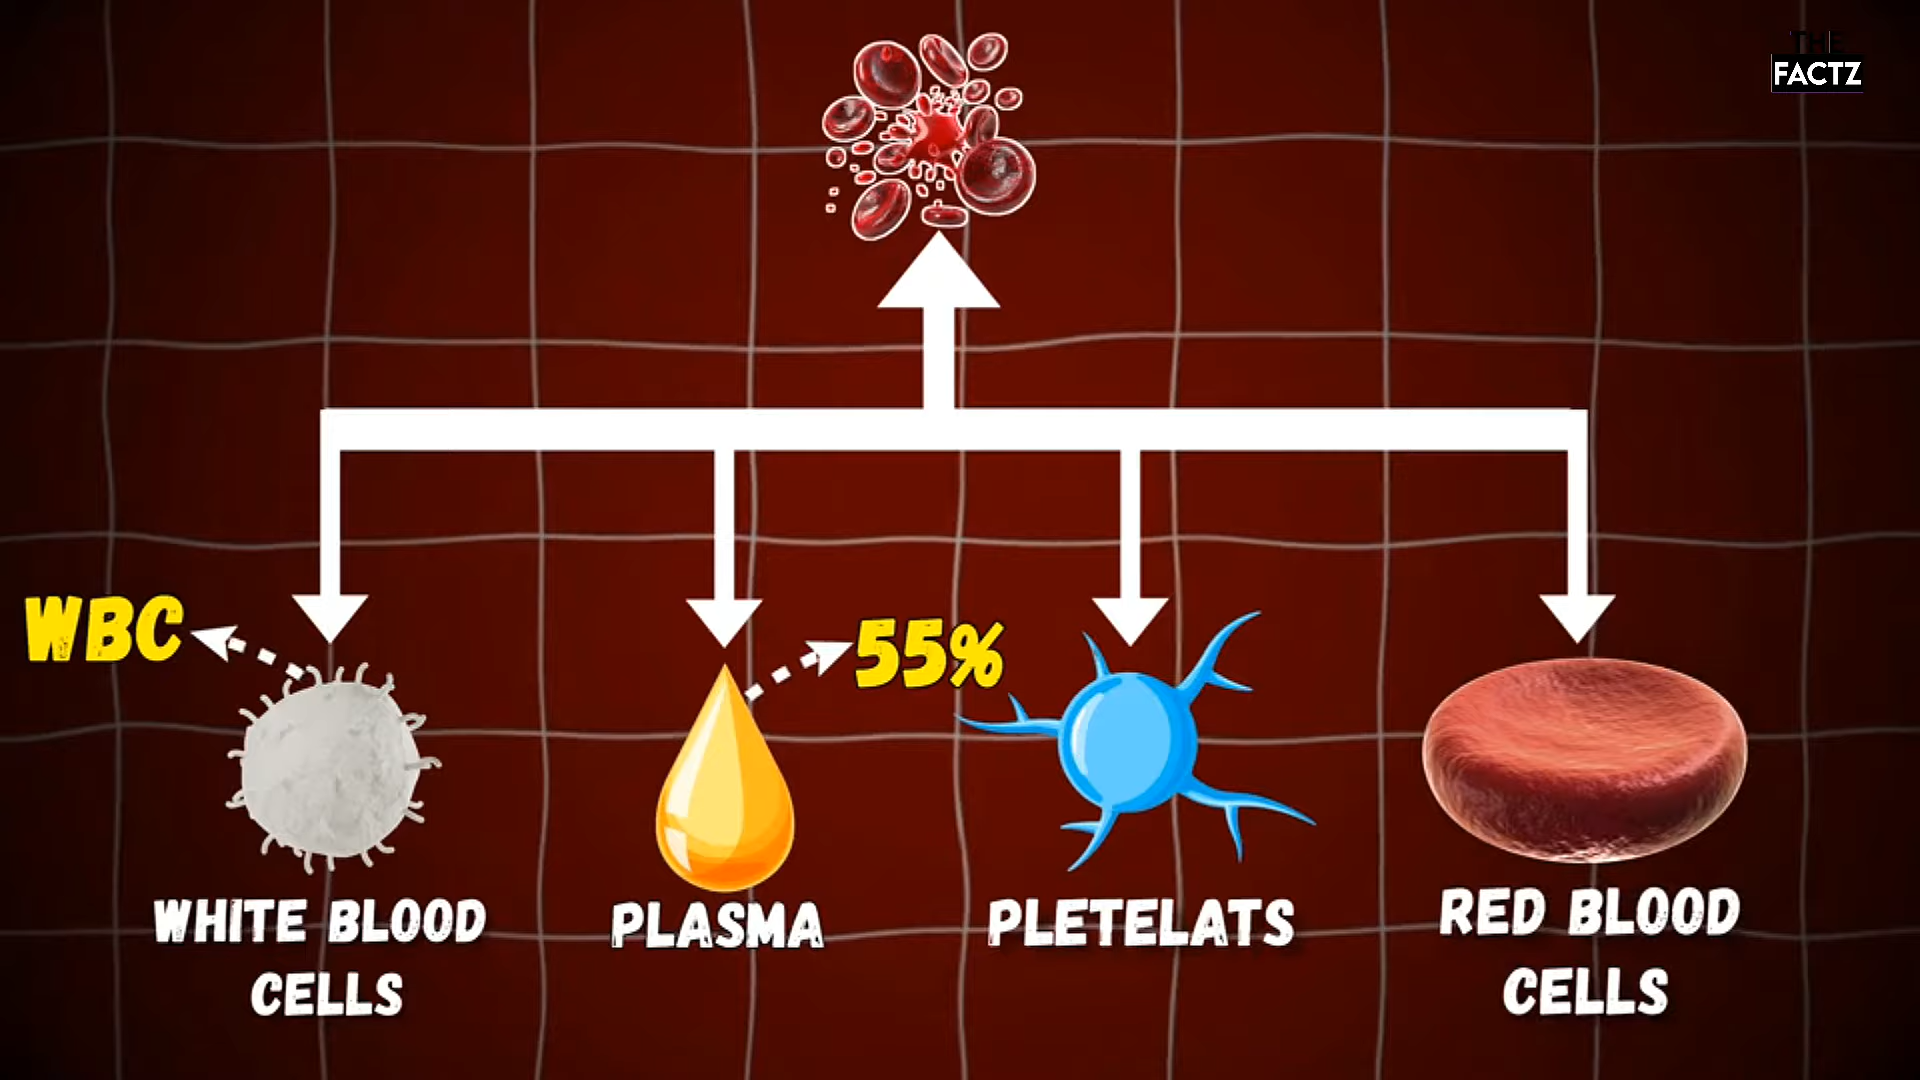 THE
FACTZ
WBC
55%
WHITE BLOOD
CELLS
PLASMA
PLETELATS
RED BLOOD
CELLS